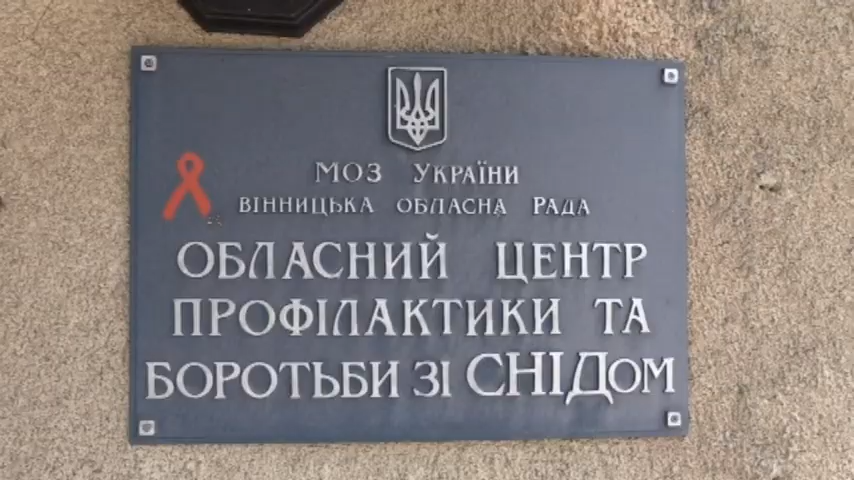 МОЗ УКРАЇНИ
ВІННИЦЬКА ОБЛАСНА РАДА
ОБЛАСНИЙ ЦЕНТР
ПРОФІЛАКТИКИ ТА
БОРОТЬБИ ЗІ СНІДОМ